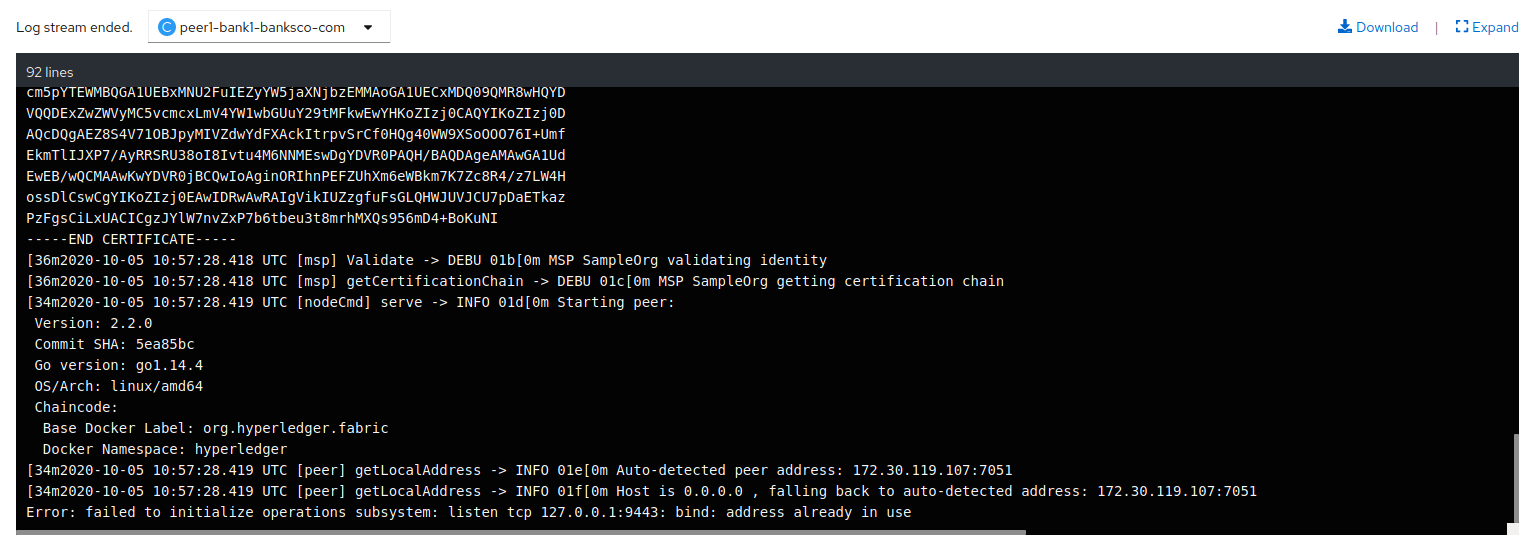 Log stream ended.
C peer1-bank1-banksco-com
Download | Expand
92 lines
cm5pYTEWMBQGA1UEBxMNU2FuIEZyYW5jaXNjbzEMMAoGA1UECxMDQ09QMR8wHQYD
VQQDExZwZWVyMC5vcmcxLmV4YW1wbGUuY29tMFkwEwYHKoZIzj0CAQYIKoZIzj0D
AQcDQgAEZ8S4V71OBJpyMIVZdwYdFXAckItrpvSrCf0HQg40WW9XSoOOO76I+Umf
EkmTlIJXP7/AyRRSRU38oI8Ivtu4M6NNMEswDgYDVR0PAQH/BAQDAgeAMAwGA1Ud
EwEB/wQCMAAwKwYDVR0jBCQwIoAginORIhnPEFZUhXm6eWBkm7K7Zc8R4/z7LW4H
ossDlCswCgYIKoZIzj0EAwIDRwAwRAIgVikIUZzgfuFsGLQHWJUVJCU7pDaETkaz
PzFgsCiLxUACICgzJYlW7nvZxP7b6tbeu3t8mrhMXQs956mD4+BoKuNI
-----END CERTIFICATE-----
[36m2020-10-05 10:57:28.418 UTC [msp] Validate -> DEBU 01b[0m MSP SampleOrg validating identity
[36m2020-10-05 10:57:28.418 UTC [msp] getCertificationChain -> DEBU 01c[0m MSP SampleOrg getting certification chain
[34m2020-10-05 10:57:28.419 UTC [nodeCmd] serve -> INFO 01d[0m Starting peer:
Version: 2.2.0
Commit SHA: 5ea85bc
Go version: go1.14.4
OS/Arch: linux/amd64
Chaincode:
Base Docker Label: org.hyperledger.fabric
Docker Namespace: hyperledger
[34m2020-10-05 10:57:28.419 UTC [peer] getLocalAddress -> INFO 01e[0m Auto-detected peer address: 172.30.119.107:7051
[34m2020-10-05 10:57:28.419 UTC [peer] getLocalAddress -> INFO 01f[0m Host is 0.0.0.0 , falling back to auto-detected address: 172.30.119.107:7051
Error: failed to initialize operations subsystem: listen tcp 127.0.0.1:9443: bind: address already in use